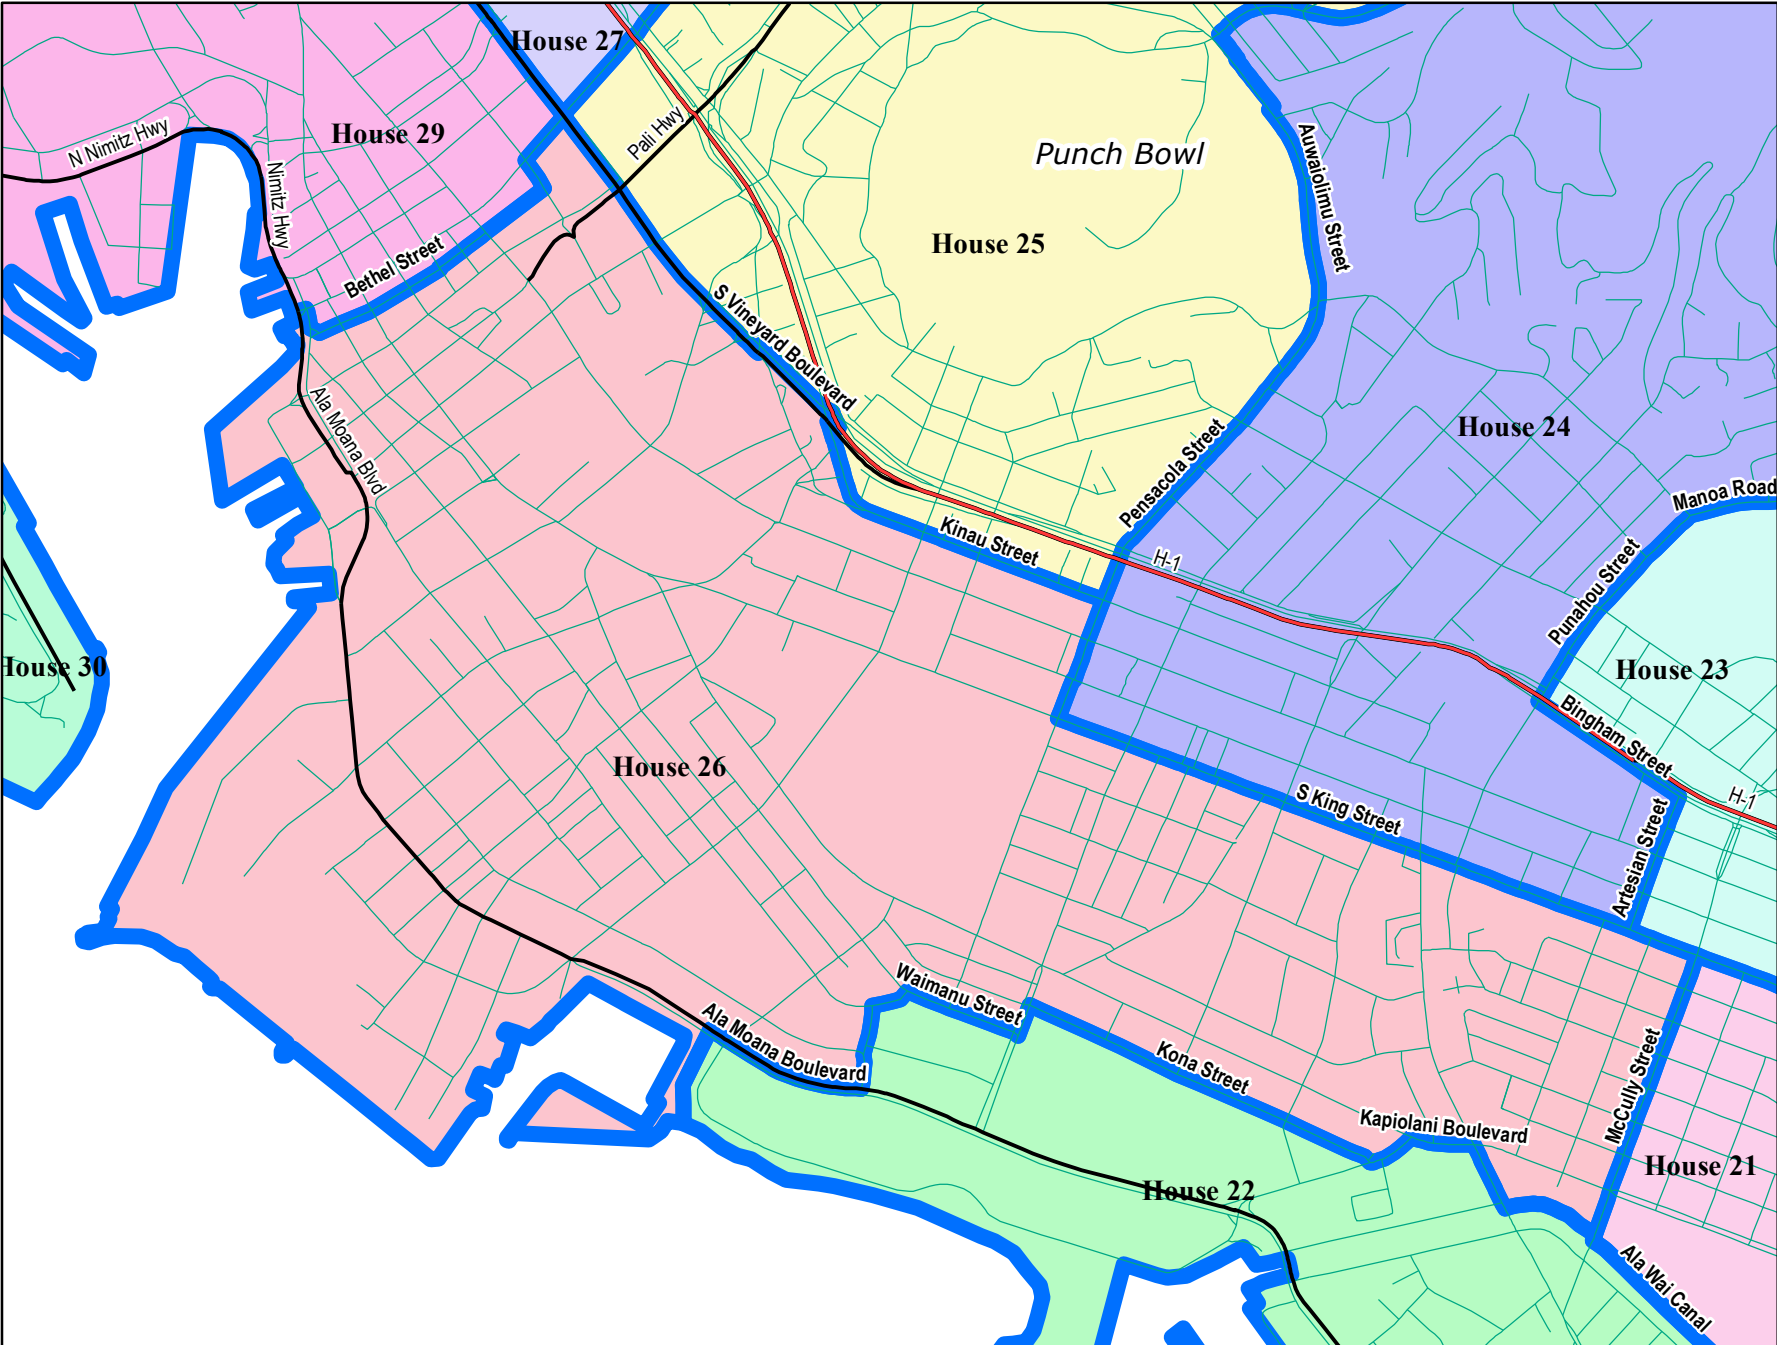 House 27
N Nimitz Hwy
House 29
Pali Hwy
Punch Bowl
Auwaiolimu Street
Nimitz Hwy
Bethel Street
House 25
S Vineyard Boulevard
Ala Moana Blvd
Pensacola Street
House 24
Manoa Road
Kinau Street
H-1
Punahou Street
House 30
House 23
Bingham Street
House 26
S King Street
H-1
Artesian Street
Waimanu Street
Ala Moana Boulevard
Kona Street
McCully Street
Kapiolani Boulevard
House 21
House 22
Ala Wai Canal